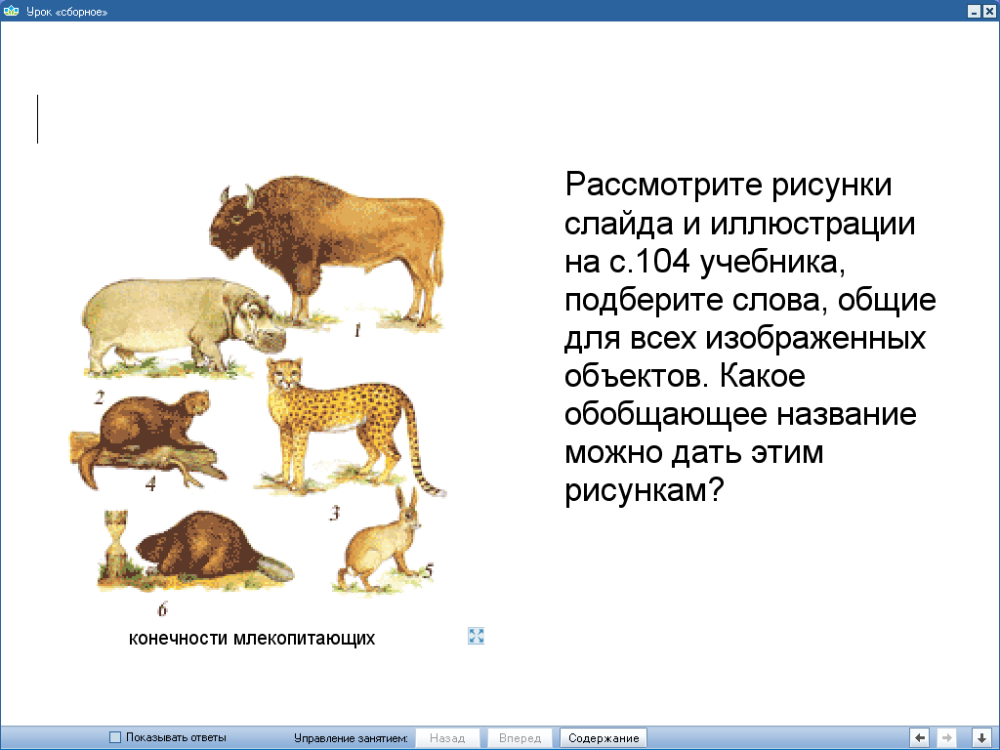 Урок «сборное»
Рассмотрите рисунки
слайда и иллюстрации
на с.104 учебника,
подберите слова, общие
для всех изображенных
объектов. Какое
обобщающее название
можно дать этим
рисункам?
1
2
4
3
5
6
конечности млекопитающих
Показывать ответы
Управление занятием:
Назад
Вперед
Содержание